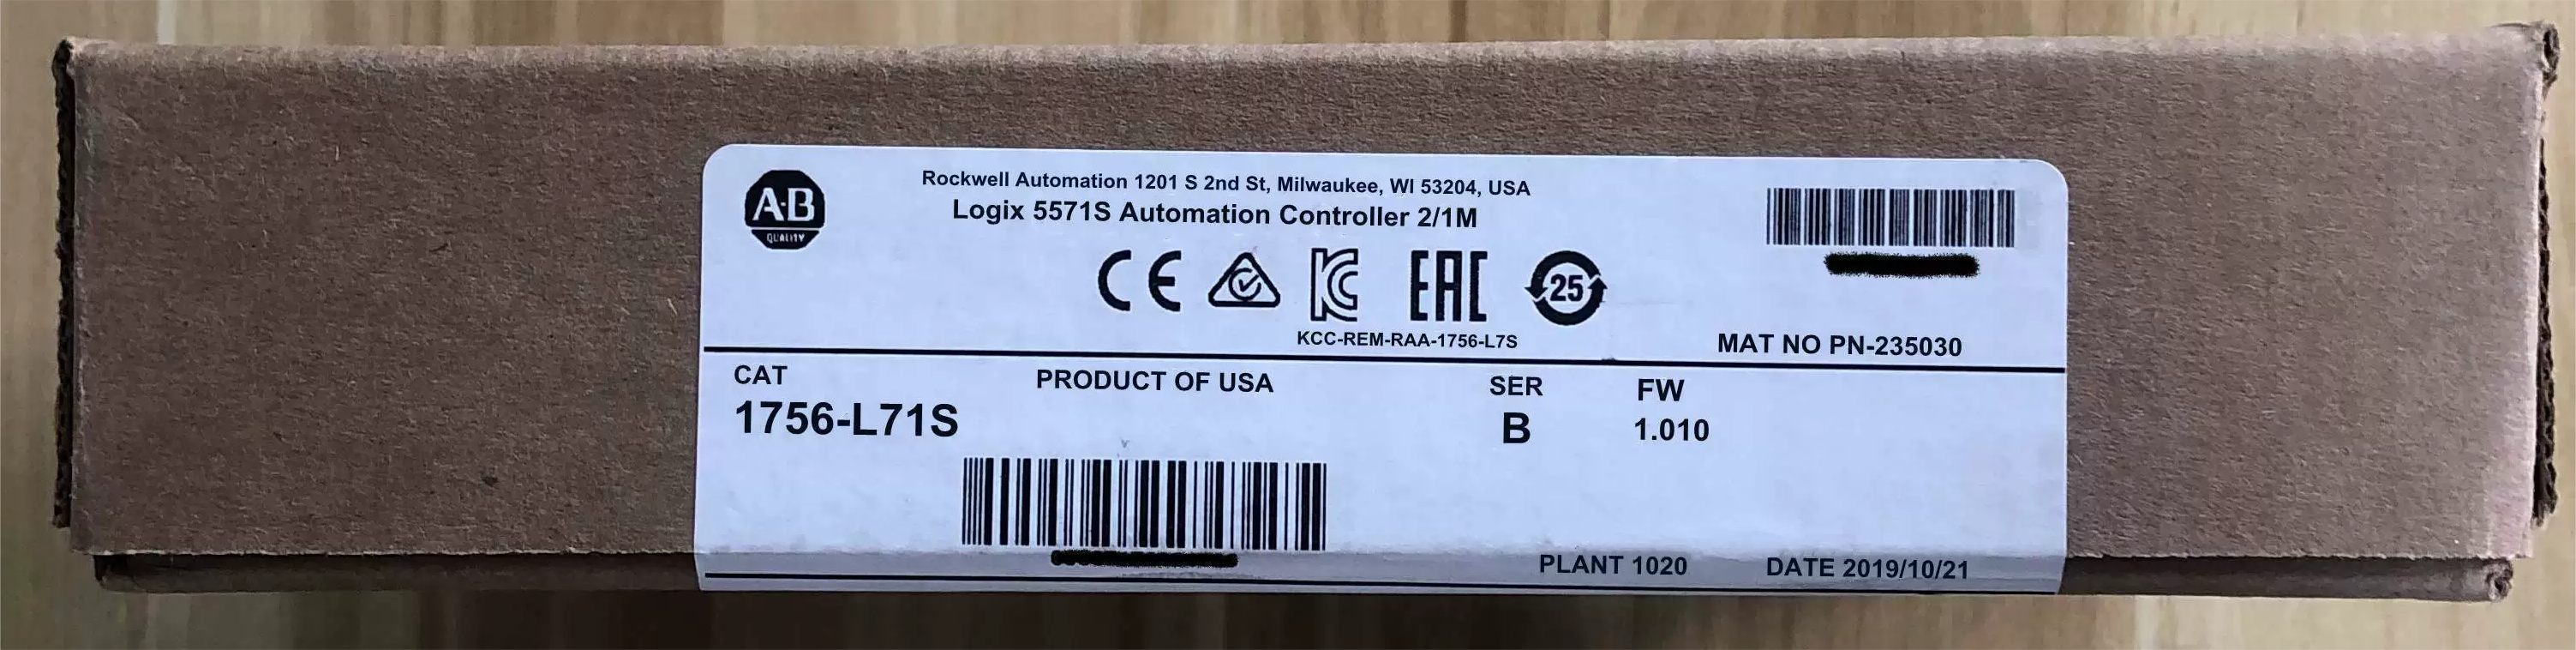 A·B
QUALITY
Rockwell Automation 1201 S 2nd St, Milwaukee, WI 53204, USA
Logix 5571S Automation Controller 2/1M
CE KC EAC 25
KCC-REM-RAA-1756-L7S
MAT NO PN-235030
CAT
1756-L71S
PRODUCT OF USA
SER
B
FW
1.010
PLANT 1020
DATE 2019/10/21